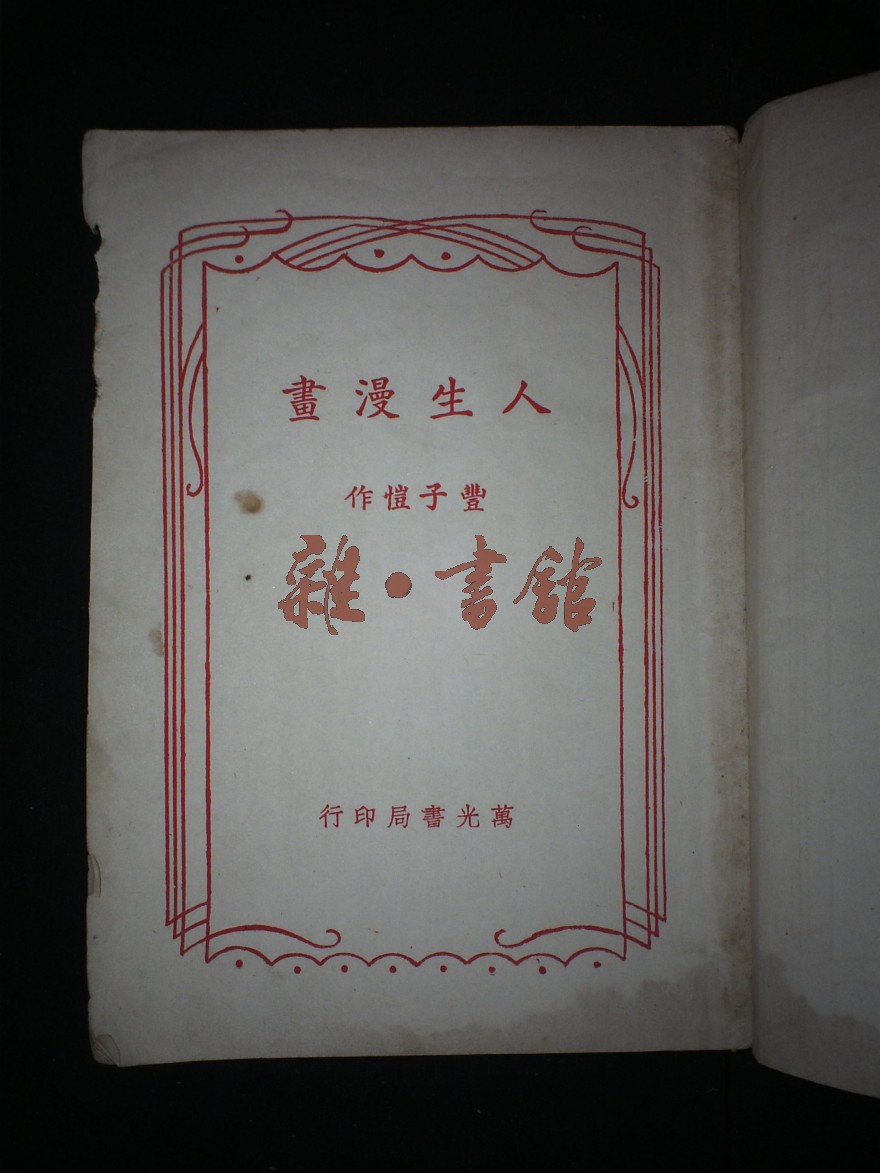 人生漫畫
豐子愷作
雜·書館
萬光書局印行